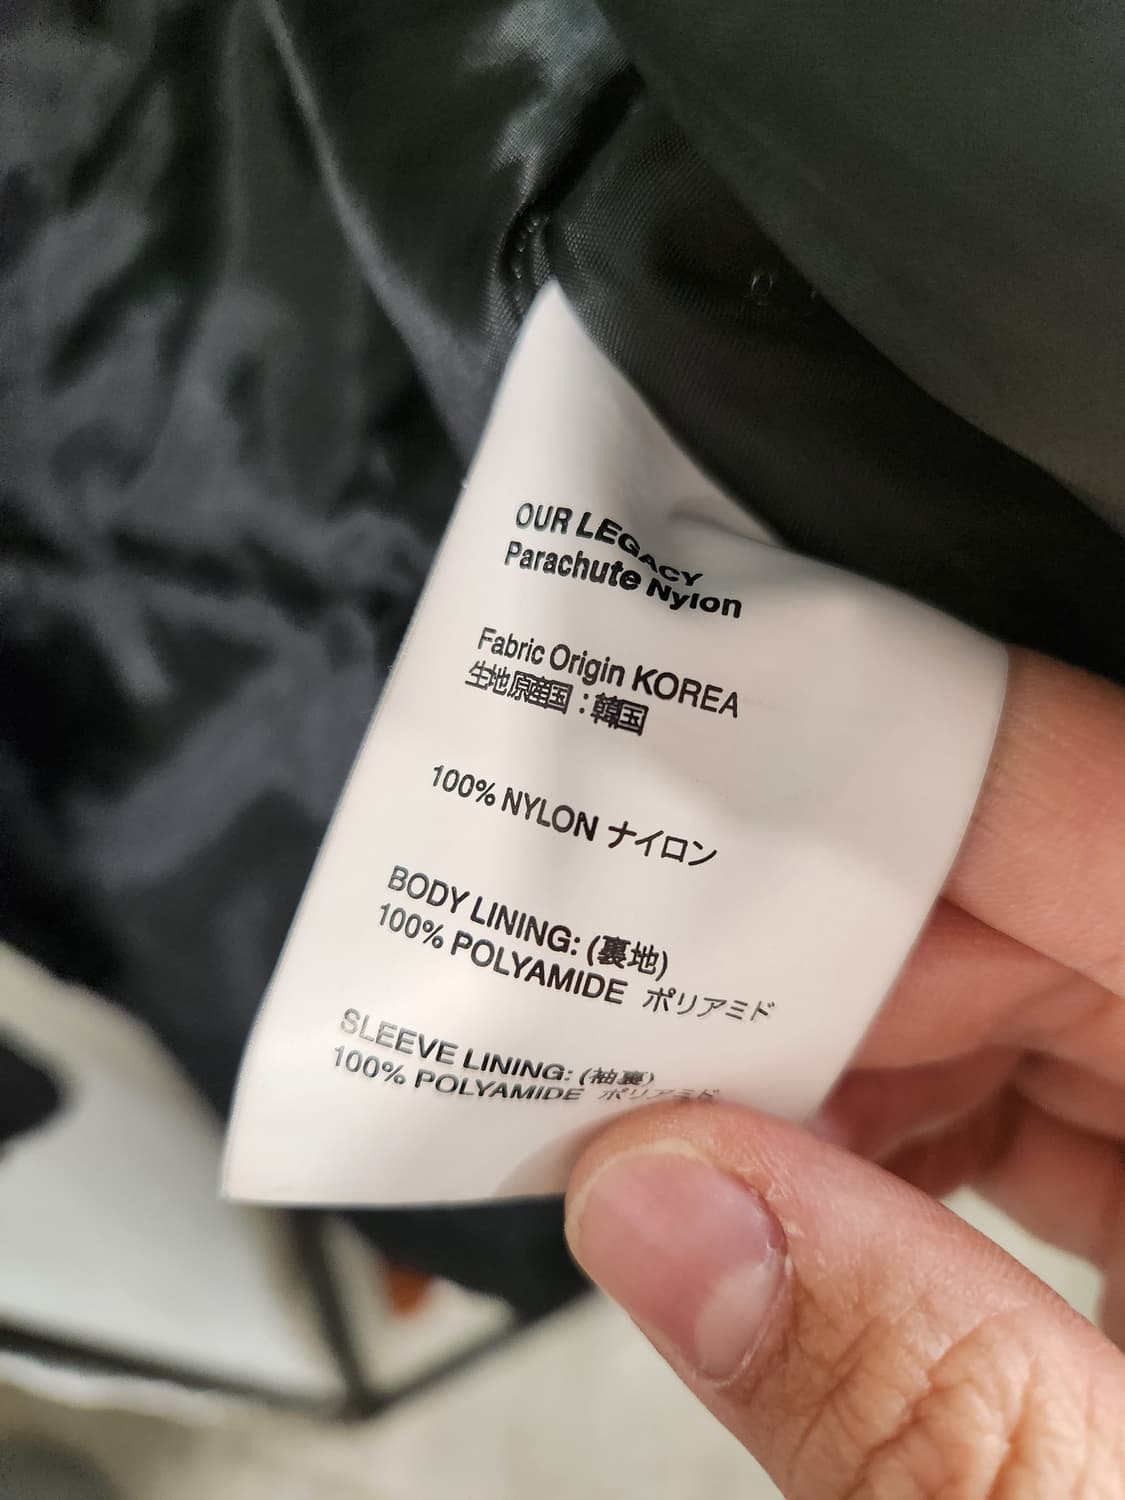 OUR LEGACY
Parachute Nylon
Fabric Origin KOREA
生地原産国：韓国
100% NYLON ナイロン
BODY LINING: (裏地)
100% POLYAMIDE ポリアミド
SLEEVE LINING: (袖裏)
100% POLYAMIDE ポリアミド